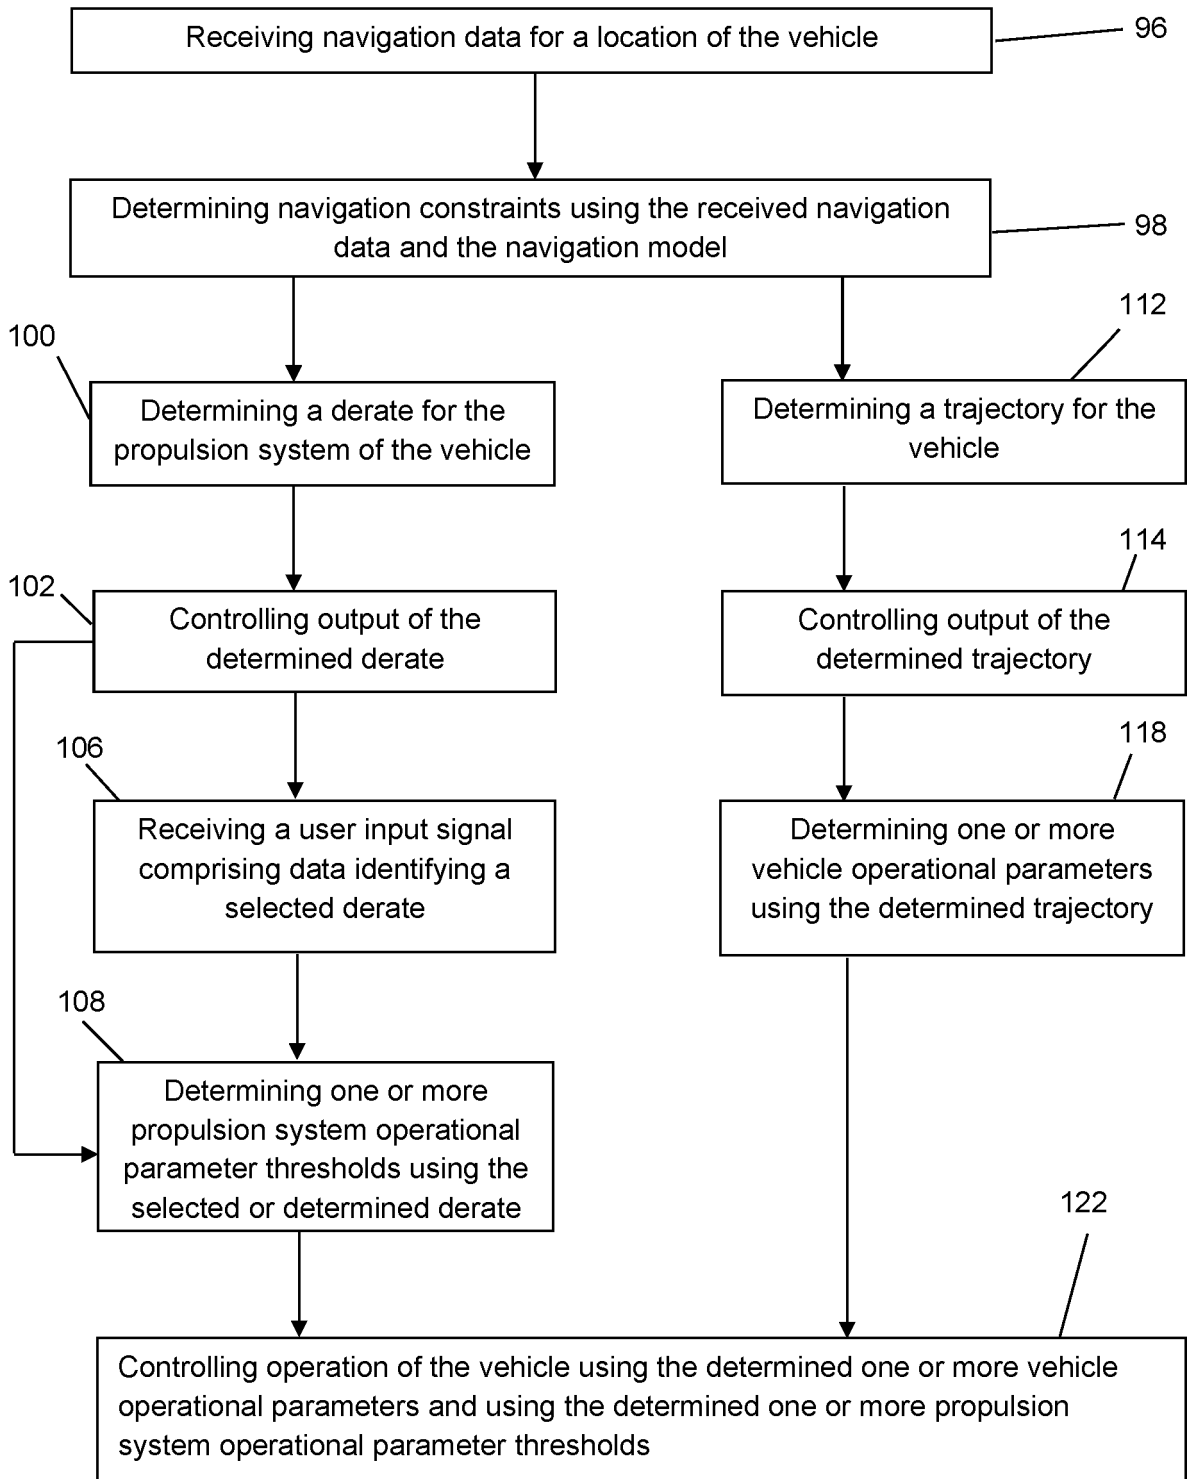 Receiving navigation data for a location of the vehicle
96
Determining navigation constraints using the received navigation
data and the navigation model
98
100
Determining a derate for the
propulsion system of the vehicle
112
Determining a trajectory for the
vehicle
102
Controlling output of the
determined derate
114
Controlling output of the
determined trajectory
106
Receiving a user input signal
comprising data identifying a
selected derate
118
Determining one or more
vehicle operational parameters
using the determined trajectory
108
Determining one or more
propulsion system operational
parameter thresholds using the
selected or determined derate
122
Controlling operation of the vehicle using the determined one or more vehicle
operational parameters and using the determined one or more propulsion
system operational parameter thresholds